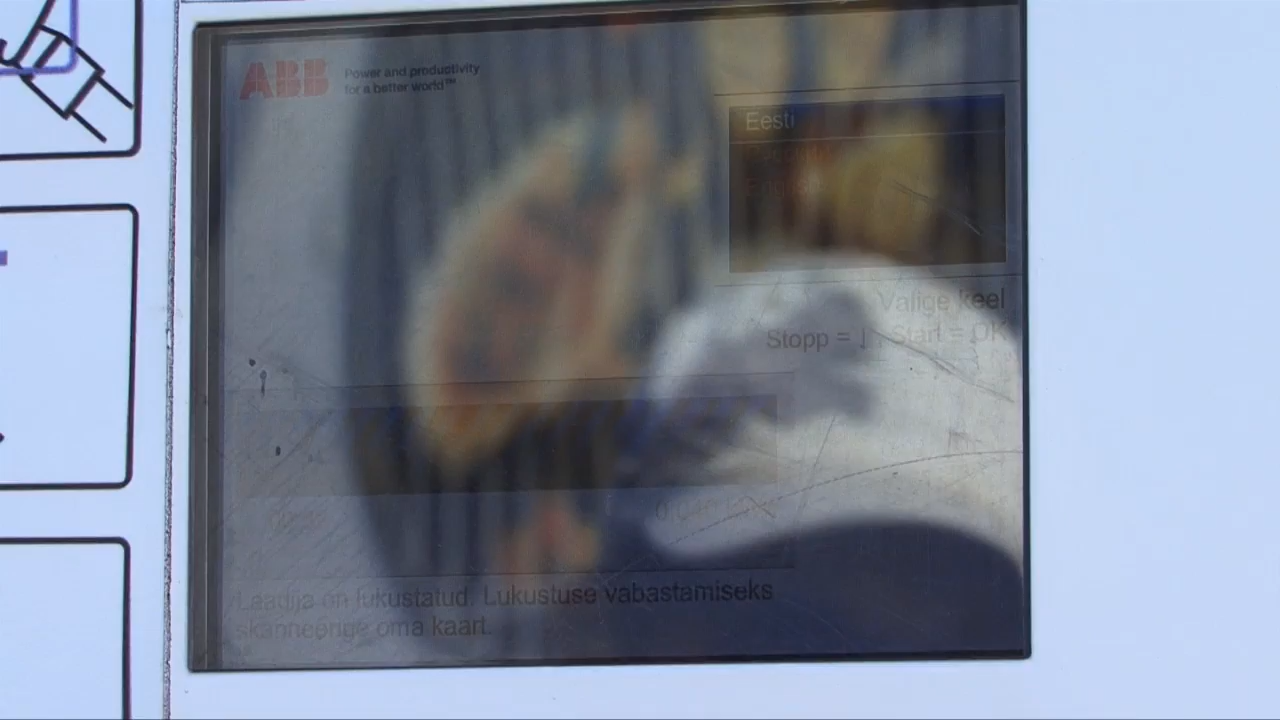 ABB
Power and productivity
for a better world™
Eesti
Valige keel
Stopp = ↓, Start = OK
Laadija on lukustatud. Lukustuse vabastamiseks
skanneerige oma kaart.